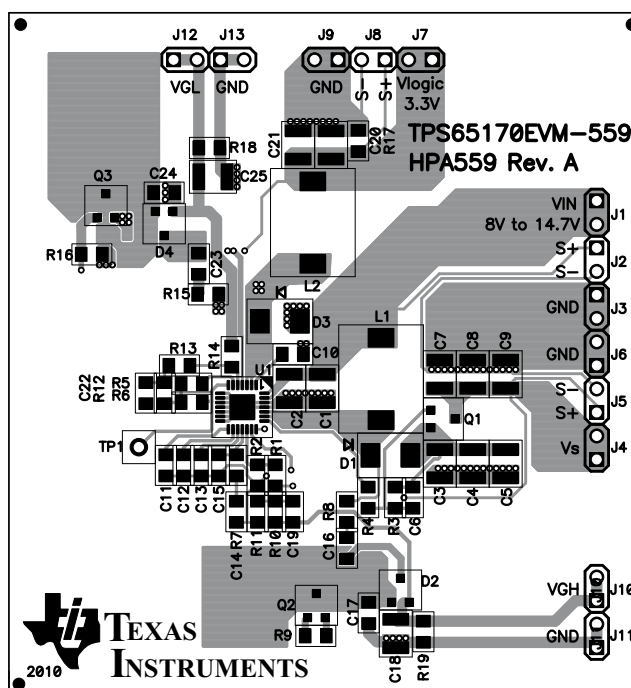 J12 J13 J9 J8 J7
VGL GND GND S- S+ Vlogic
3.3V
TPS65170EVM-559
HPA559 Rev. A
C21 C20 R17
R18
C25
Q3 C24
D4
R16
C23
R15
L2
VIN J1
8V to 14.7V
S+ J2
S-
GND J3
GND J6
S- J5
S+
Vs J4
D3 L1
C7 C8 C9
R14 C10
R13 U1
C22 R12 R5
R6
C2 C1
Q1
TP1
R2 R1
D1
C11 C12 C13 C15
C3 C4 C5
R8 R4 R3 C6
R7 R11 R10 C19
C14
C16
D2
VGH J10
Q2 C17
GND J11
R9 C18 R19
TEXAS
INSTRUMENTS
2010